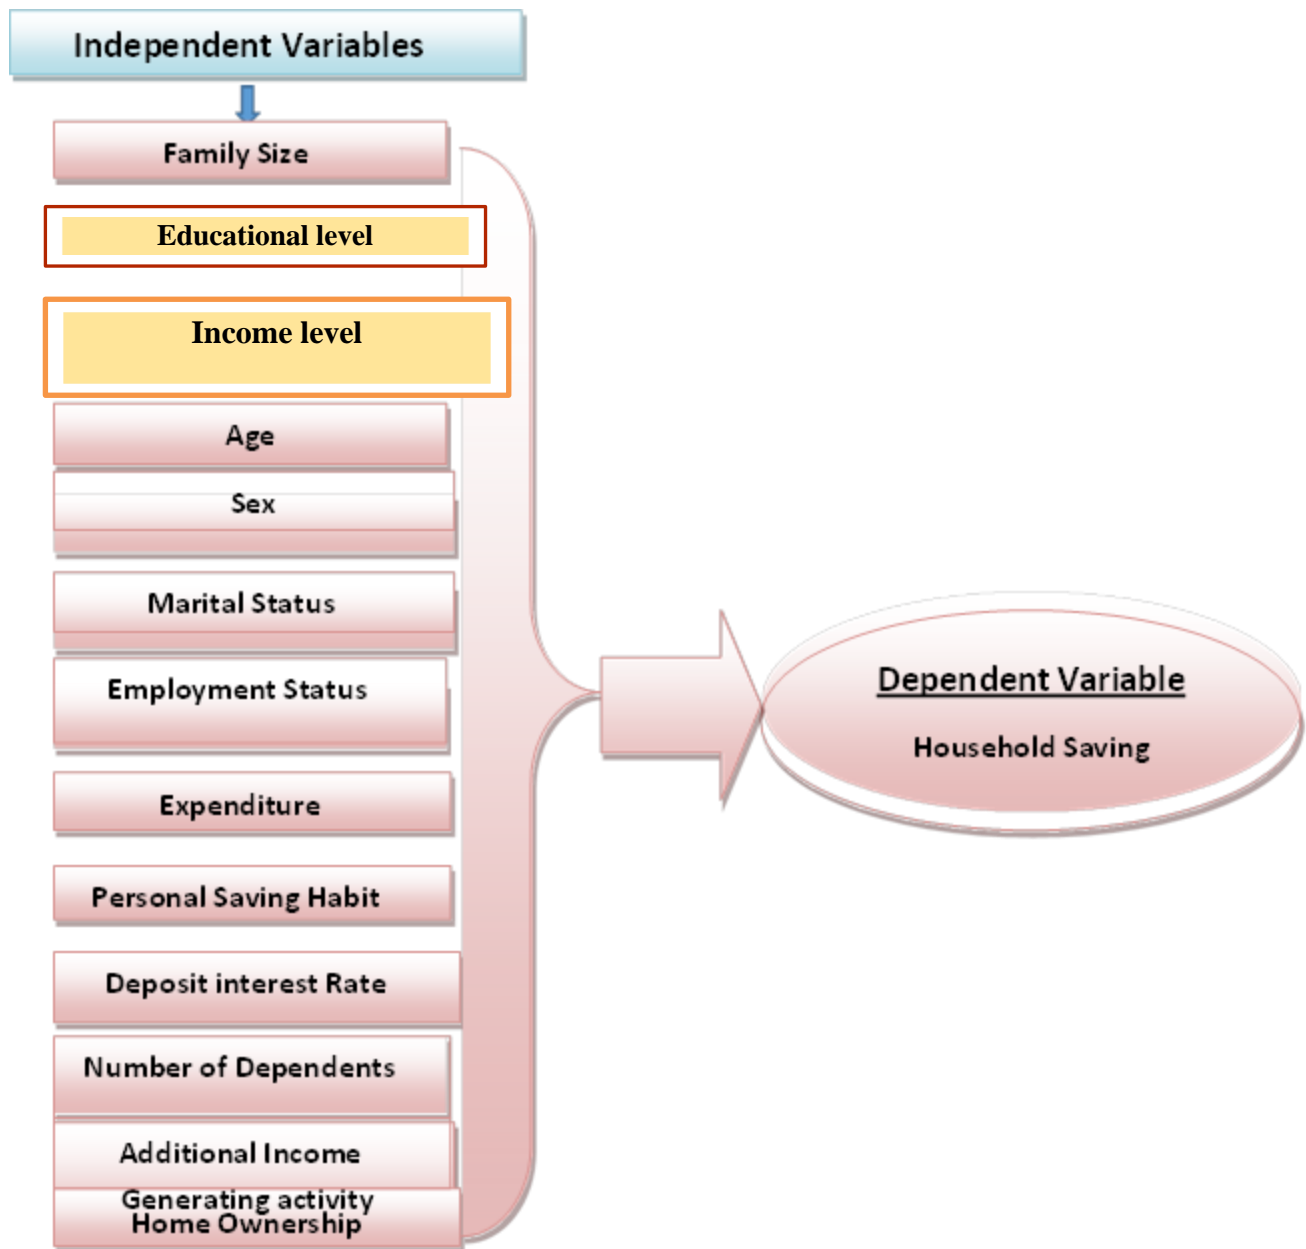 Independent Variables
Family Size
Educational level
Income level
Age
Sex
Marital Status
Employment Status
Expenditure
Personal Saving Habit
Deposit interest Rate
Number of Dependents
Additional Income
Generating activity
Home Ownership
Dependent Variable
Household Saving